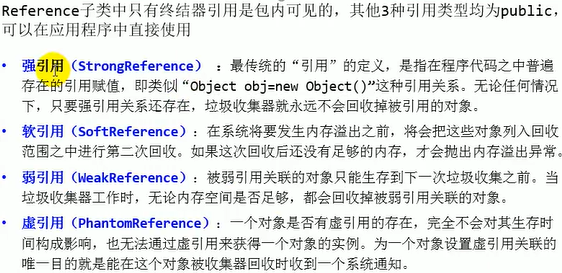 Reference子类中只有终结器引用是包内可见的，其他3种引用类型均为public，
可以在应用程序中直接使用
• 强引用（StrongReference）：最传统的“引用”的定义，是指在程序代码之中普遍
存在的引用赋值，即类似“Object obj=new Object()”这种引用关系。无论任何情况
下，只要强引用关系还存在，垃圾收集器就永远不会回收掉被引用的对象。
• 软引用（SoftReference）：在系统将要发生内存溢出之前，将会把这些对象列入回收
范围之中进行第二次回收。如果这次回收后还没有足够的内存，才会抛出内存溢出异常。
• 弱引用（WeakReference）：被弱引用关联的对象只能生存到下一次垃圾收集之前。当
垃圾收集器工作时，无论内存空间是否足够，都会回收掉被弱引用关联的对象。
• 虚引用（PhantomReference）：一个对象是否有虚引用的存在，完全不会对其生存时
间构成影响，也无法通过虚引用来获得一个对象的实例。为一个对象设置虚引用关联的
唯一目的就是能在这个对象被收集器回收时收到一个系统通知。